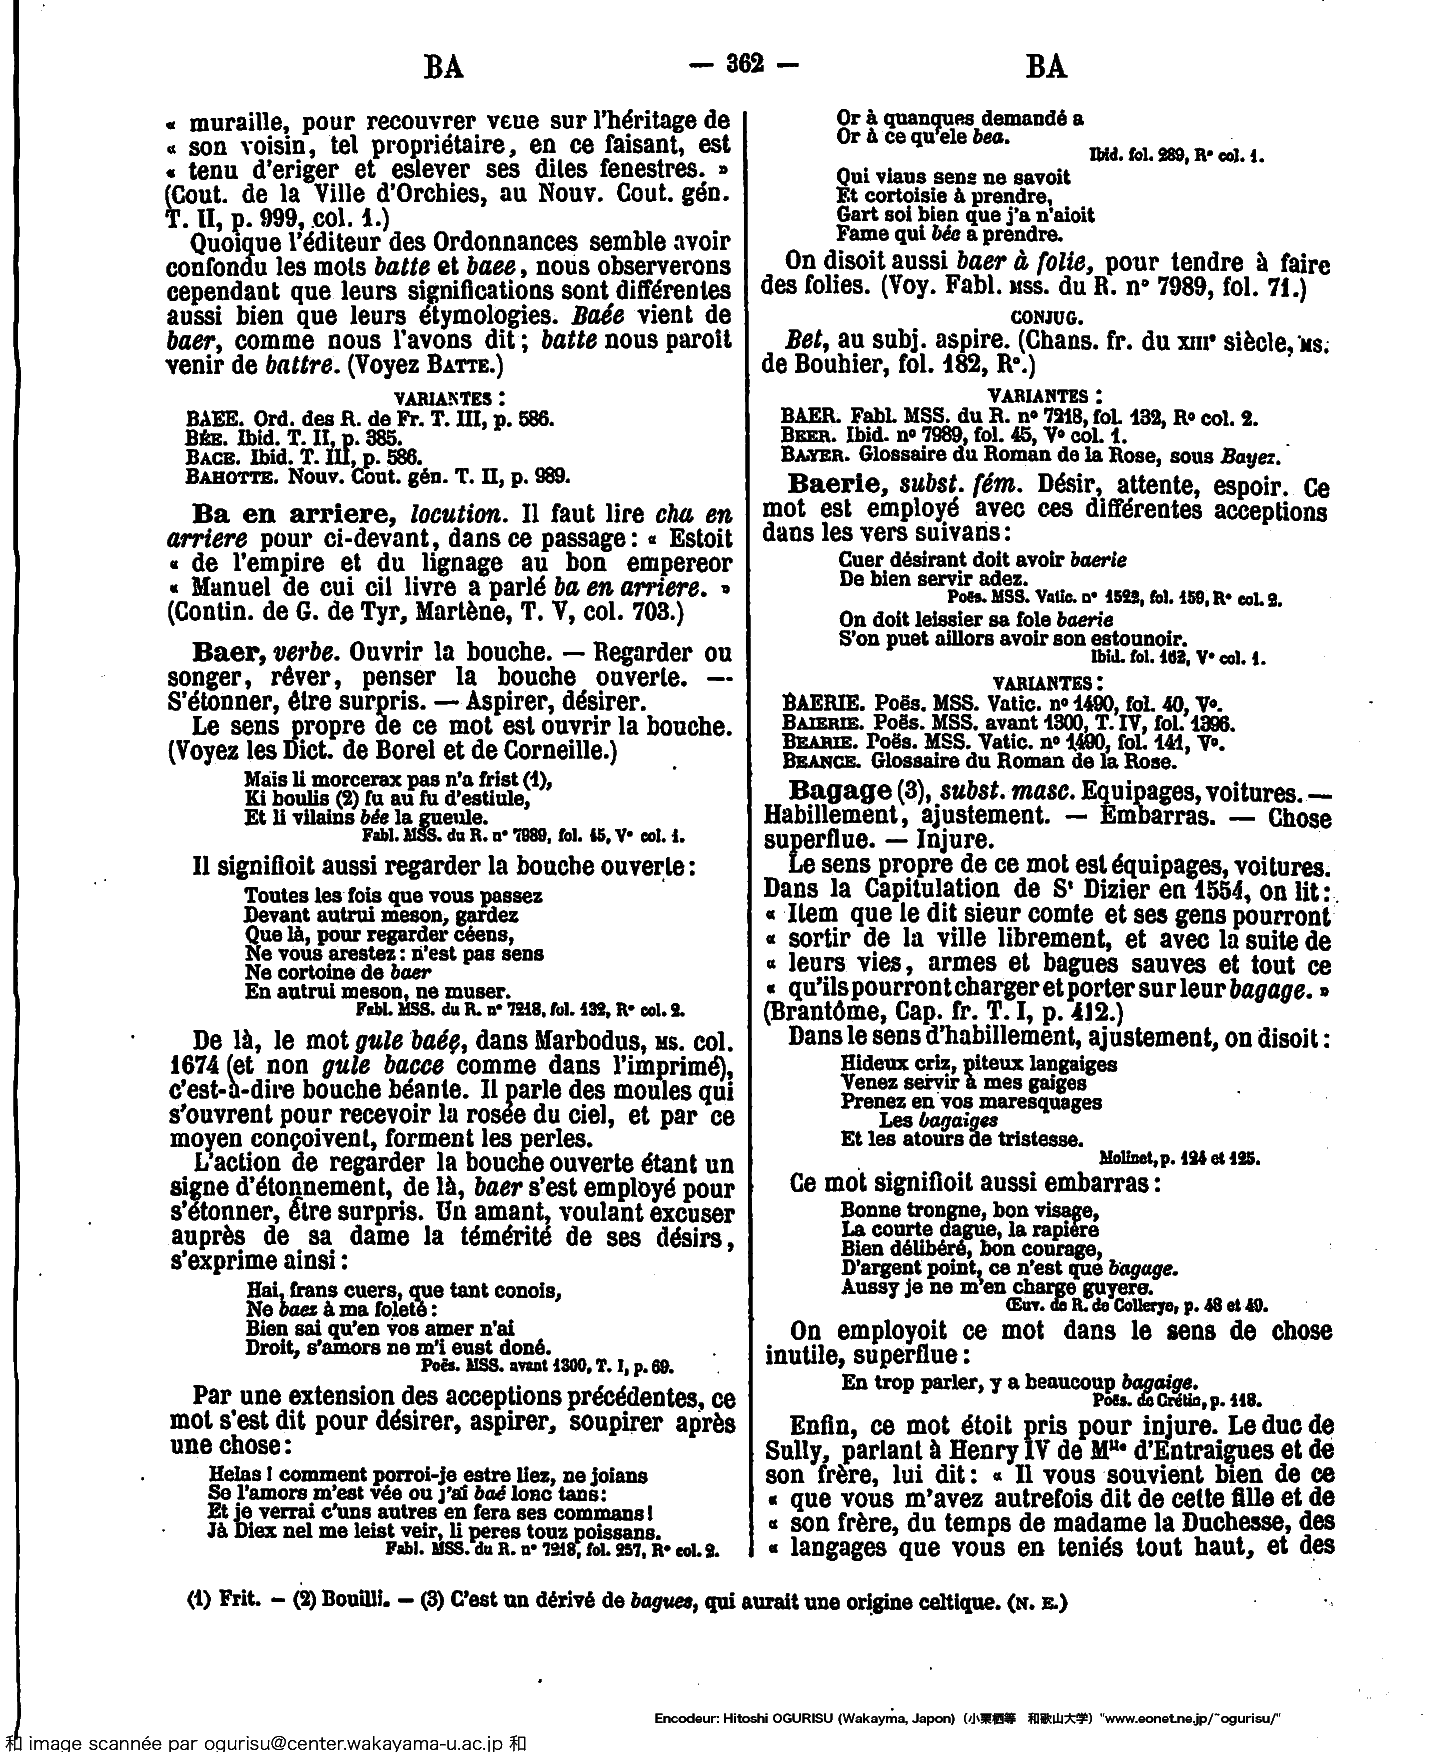 BA — 362 — BA
« muraille, pour recouvrer veue sur l'héritage de
« son voisin, tel propriétaire, en ce faisant, est
« tenu d'eriger et eslever ses dites fenestres. »
(Cout. de la Ville d'Orchies, au Nouv. Cout. gén.
T. II, p. 999, col. 1.)
Quoique l'éditeur des Ordonnances semble avoir
confondu les mots batte et baee, nous observerons
cependant que leurs significations sont différentes
aussi bien que leurs étymologies. Baée vient de
baer, comme nous l'avons dit; batte nous paroit
venir de battre. (Voyez BATTE.)
VARIANTES :
BAEE. Ord. des R. de Fr. T. III, p. 586.
BÉE. Ibid. T. II, p. 385.
BACE. Ibid. T. III, p. 586.
BAHOTTE. Nouv. Cout. gén. T. II, p. 989.
Ba en arriere, locution. Il faut lire cha en
arriere pour ci-devant, dans ce passage : « Estoit
« de l'empire et du lignage au bon empereor
« Manuel de cui cil livre a parlé ba en arriere. »
(Contin. de G. de Tyr, Martène, T. V, col. 703.)
Baer, verbe. Ouvrir la bouche. — Regarder ou
songer, rêver, penser la bouche ouverte. —
S'étonner, être surpris. — Aspirer, désirer.
Le sens propre de ce mot est ouvrir la bouche.
(Voyez les Dict. de Borel et de Corneille.)
Mais li morcerax pas n'a frist (1),
Ki boulis (2) fu au fu d'estiule,
Et li vilains bée la gueule.
Fabl. MSS. du R. n° 7989, fol. 45, V° col. 1.
Il signifioit aussi regarder la bouche ouverte :
Toutes les fois que vous passez
Devant autrui meson, gardez
Que là, pour regarder céens,
Ne vous arestez : n'est pas sens
Ne cortoine de baer
En autrui meson, ne muser.
Fabl. MSS. du R. n° 7218, fol. 132, R° col. 2.
De là, le mot gule baéę, dans Marbodus, MS. col.
1674 (et non gule bacce comme dans l'imprimé),
c'est-à-dire bouche béante. Il parle des moules qui
s'ouvrent pour recevoir la rosée du ciel, et par ce
moyen conçoivent, forment les perles.
L'action de regarder la bouche ouverte étant un
signe d'étonnement, de là, baer s'est employé pour
s'étonner, être surpris. Un amant, voulant excuser
auprès de sa dame la témérité de ses désirs,
s'exprime ainsi :
Hai, frans cuers, que tant conois,
Ne baez à ma foleté :
Bien sai qu'en vos amer n'ai
Droit, s'amors ne m'i eust doné.
Poës. MSS. avant 1300, T. I, p. 69.
Par une extension des acceptions précédentes, ce
mot s'est dit pour désirer, aspirer, soupirer après
une chose :
Helas ! comment porroi-je estre liez, ne joians
Se l'amors m'est vée ou j'ai baé lonc tans :
Et je verrai c'uns autres en fera ses commans !
Jà Diex nel me leist veir, li peres touz poissans.
Fabl. MSS. du R. n° 7218, fol. 257, R° col. 2.
Or à quanques demandé a
Or à ce qu'ele bea.
Ibid. fol. 289, R° col. 1.
Qui viaus sens ne savoit
Et cortoisie à prendre,
Gart soi bien que j'a n'aioit
Fame qui bée a prendre.
On disoit aussi baer à folie, pour tendre à faire
des folies. (Voy. Fabl. MSS. du R. n° 7989, fol. 71.)
CONJUG.
Bet, au subj. aspire. (Chans. fr. du XIIIe siècle, MS.
de Bouhier, fol. 182, R°.)
VARIANTES :
BAER. Fabl. MSS. du R. n° 7218, fol. 132, R° col. 2.
BEER. Ibid. n° 7989, fol. 45, V° col. 1.
BAYER. Glossaire du Roman de la Rose, sous Bayez.
Baerie, subst. fém. Désir, attente, espoir. Ce
mot est employé avec ces différentes acceptions
dans les vers suivans :
Cuer désirant doit avoir baerie
De bien servir adez.
Poës. MSS. Vatic. n° 1522, fol. 159, R° col. 2.
On doit leissier sa fole baerie
S'on puet aillors avoir son estounoir.
Ibid. fol. 162, V° col. 1.
VARIANTES :
BAERIE. Poës. MSS. Vatic. n° 1490, fol. 40, V°.
BAIERIE. Poës. MSS. avant 1300, T. IV, fol. 1396.
BEARIE. Poës. MSS. Vatic. n° 1490, fol. 141, V°.
BEANCE. Glossaire du Roman de la Rose.
Bagage (3), subst. masc. Equipages, voitures. —
Habillement, ajustement. — Embarras. — Chose
superflue. — Injure.
Le sens propre de ce mot est équipages, voitures.
Dans la Capitulation de St Dizier en 1554, on lit :
« Item que le dit sieur comte et ses gens pourront
« sortir de la ville librement, et avec la suite de
« leurs vies, armes et bagues sauves et tout ce
« qu'ils pourront charger et porter sur leur bagage. »
(Brantôme, Cap. fr. T. I, p. 412.)
Dans le sens d'habillement, ajustement, on disoit :
Hideux criz, piteux langaiges
Venez servir à mes gaiges
Prenez en vos maresquages
Les bagaiges
Et les atours de tristesse.
Molinet, p. 124 et 125.
Ce mot signifioit aussi embarras :
Bonne trongne, bon visage,
La courte dague, la rapiere
Bien délibéré, bon courage,
D'argent point, ce n'est que bagage.
Aussy je ne m'en charge guyere.
Œuv. de R. de Collerye, p. 48 et 49.
On employoit ce mot dans le sens de chose
inutile, superflue :
En trop parler, y a beaucoup bagaige.
Poës. de Crétin, p. 118.
Enfin, ce mot étoit pris pour injure. Le duc de
Sully, parlant à Henry IV de Mlle d'Entraigues et de
son frère, lui dit : « Il vous souvient bien de ce
« que vous m'avez autrefois dit de cette fille et de
« son frère, du temps de madame la Duchesse, des
« langages que vous en teniés tout haut, et des
(1) Frit. — (2) Bouilli. — (3) C'est un dérivé de bagues, qui aurait une origine celtique. (N. E.)
Encodeur: Hitoshi OGURISU (Wakayma, Japon) (小栗栖等 和歌山大学) "www.eonet.ne.jp/~ogurisu/"
和 image scannée par ogurisu@center.wakayama-u.ac.jp 和